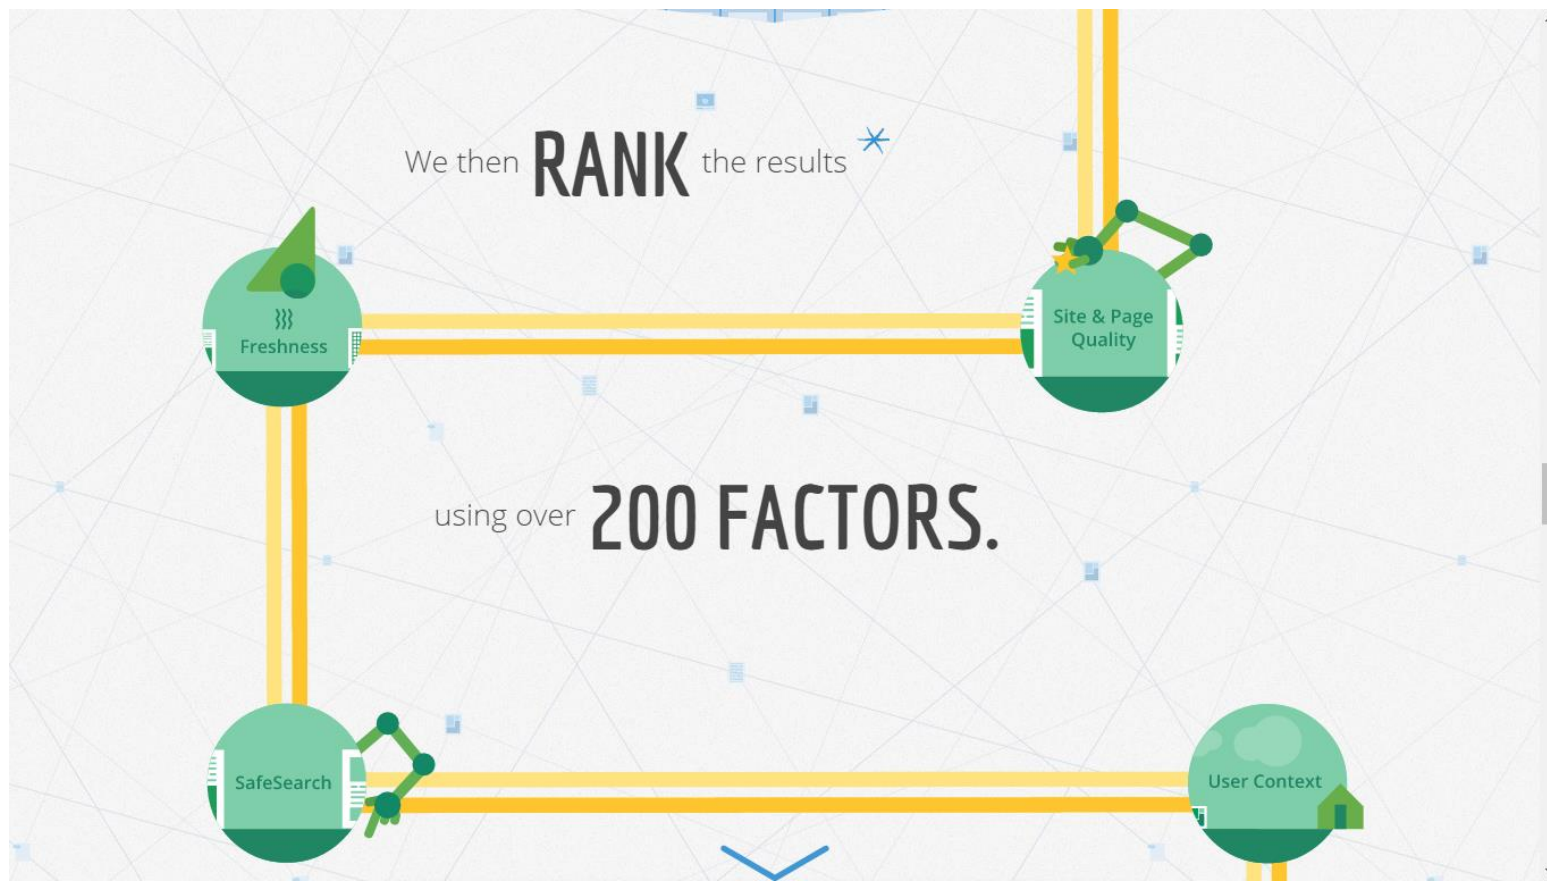 We then RANK the results
Freshness
Site & Page
Quality
using over 200 FACTORS.
SafeSearch
User Context